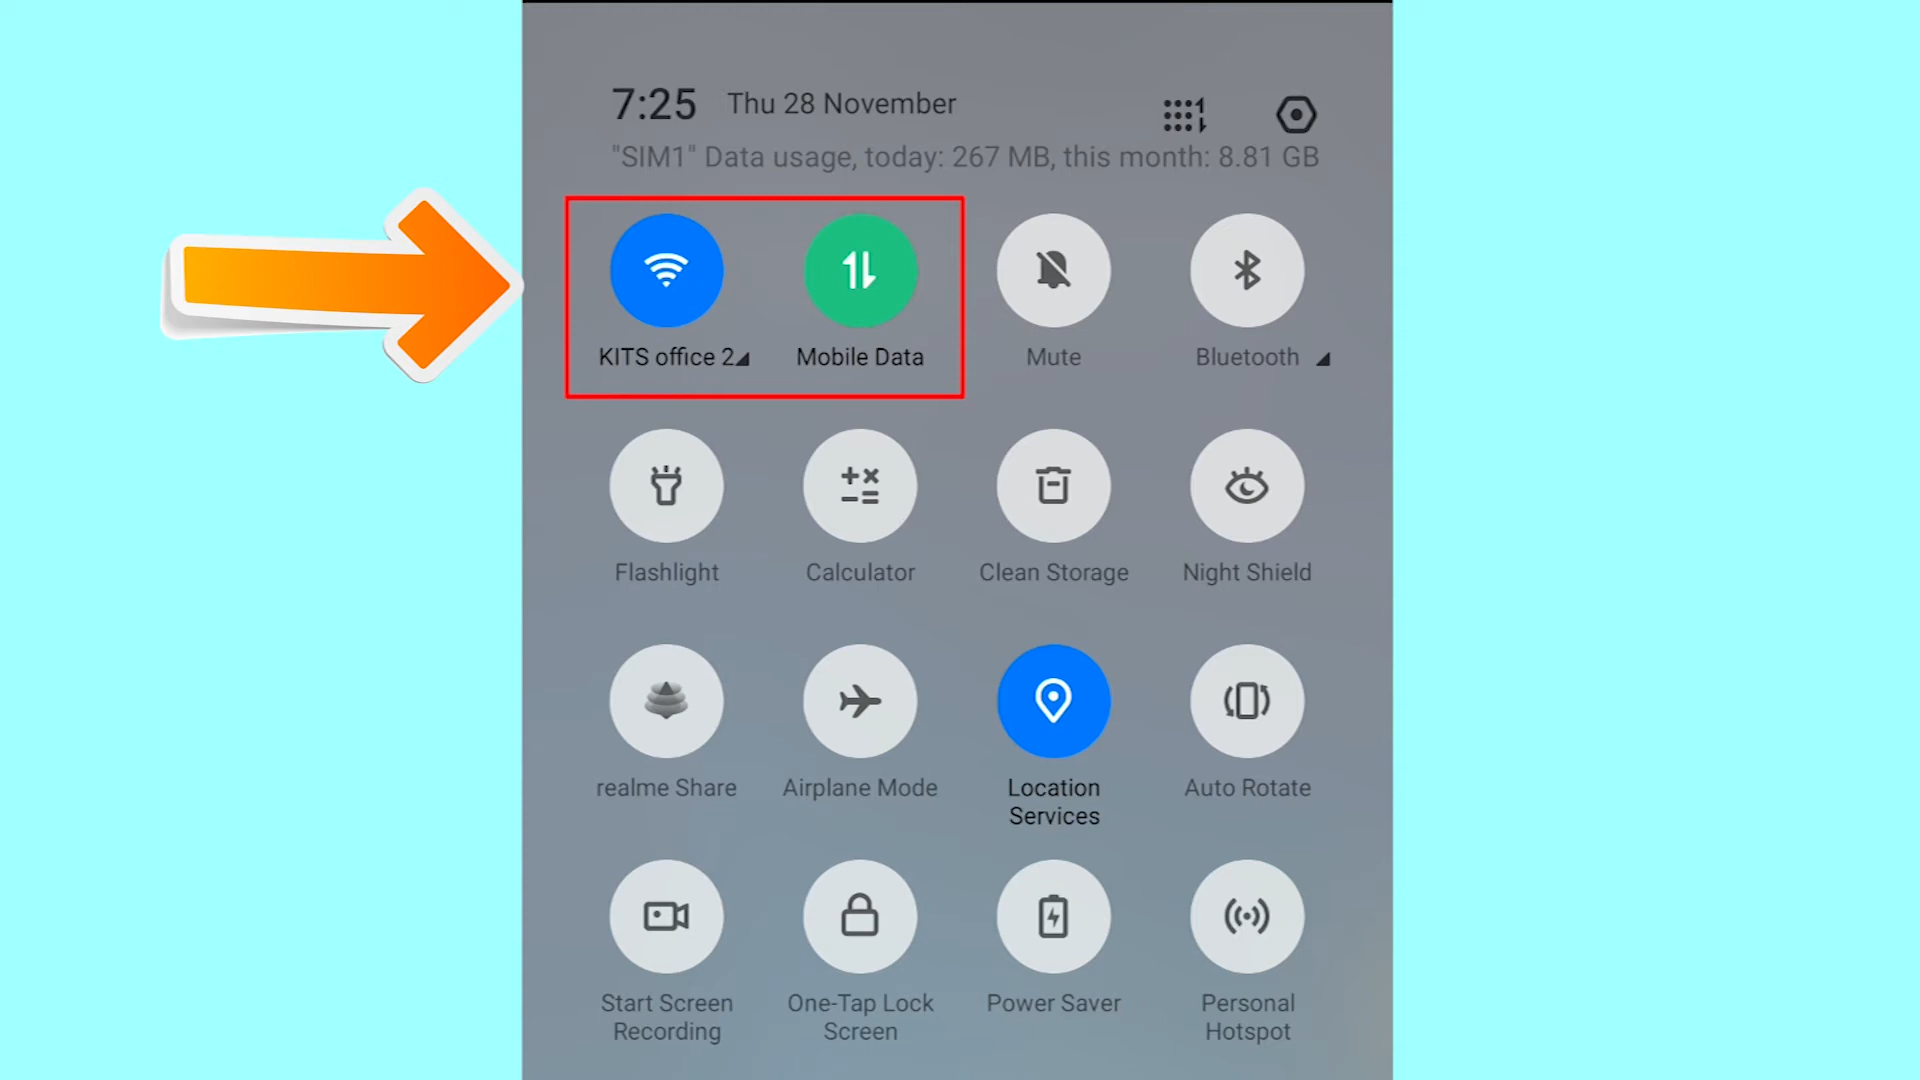 7:25 Thu 28 November
"SIM1" Data usage, today: 267 MB, this month: 8.81 GB
KITS office 2 Mobile Data Mute Bluetooth
Flashlight Calculator Clean Storage Night Shield
realme Share Airplane Mode Location Services Auto Rotate
Start Screen Recording One-Tap Lock Screen Power Saver Personal Hotspot